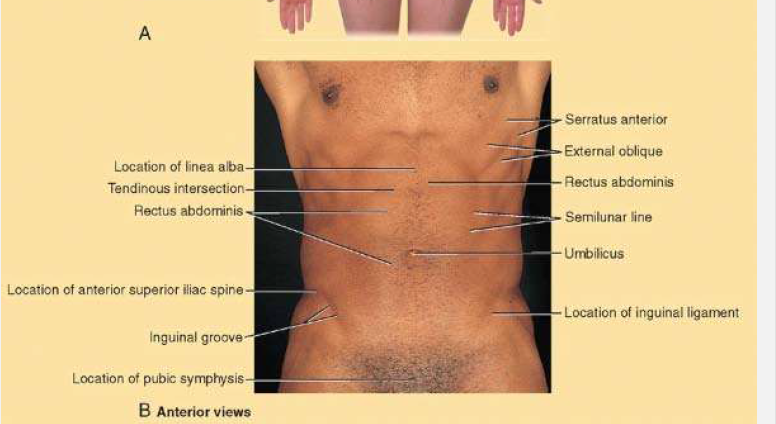 A
Serratus anterior
External oblique
Location of linea alba
Tendinous intersection
Rectus abdominis
Rectus abdominis
Semilunar line
Umbilicus
Location of anterior superior iliac spine
Location of inguinal ligament
Inguinal groove
Location of pubic symphysis
B Anterior views